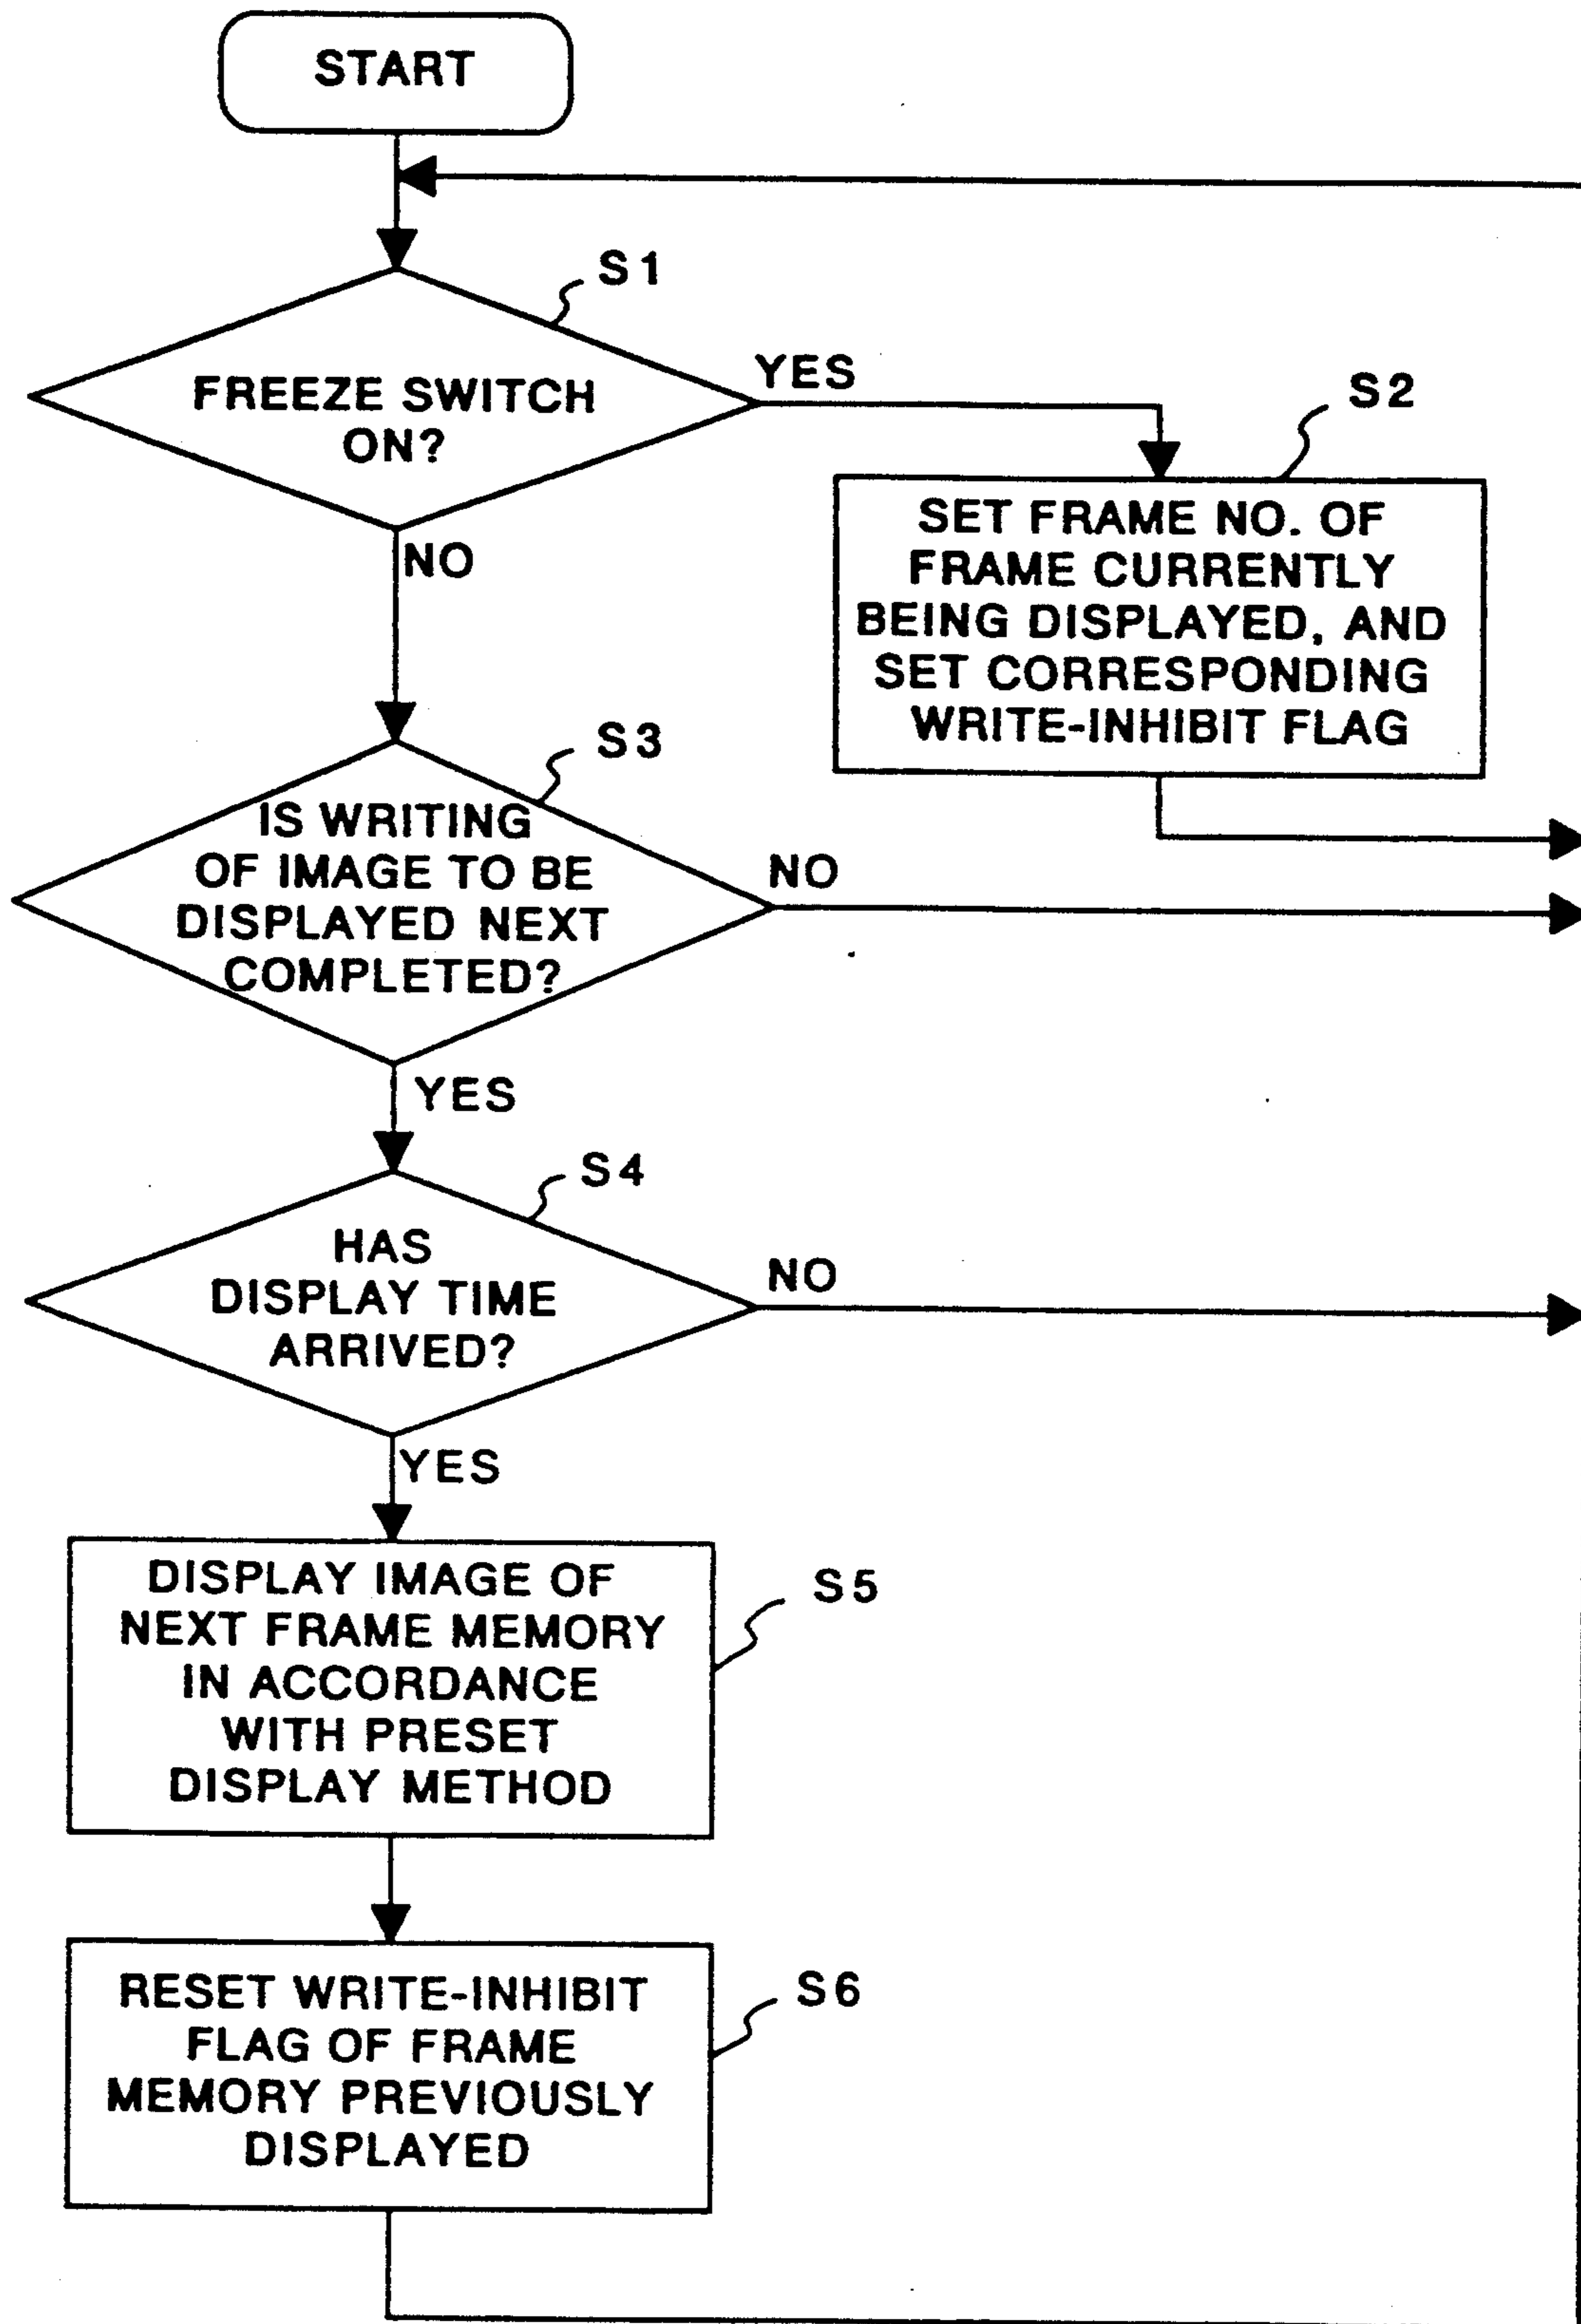 START
S1
FREEZE SWITCH
ON?
YES
NO
S2
SET FRAME NO. OF
FRAME CURRENTLY
BEING DISPLAYED, AND
SET CORRESPONDING
WRITE-INHIBIT FLAG
S3
IS WRITING
OF IMAGE TO BE
DISPLAYED NEXT
COMPLETED?
NO
YES
S4
HAS
DISPLAY TIME
ARRIVED?
NO
YES
DISPLAY IMAGE OF
NEXT FRAME MEMORY
IN ACCORDANCE
WITH PRESET
DISPLAY METHOD
S5
RESET WRITE-INHIBIT
FLAG OF FRAME
MEMORY PREVIOUSLY
DISPLAYED
S6